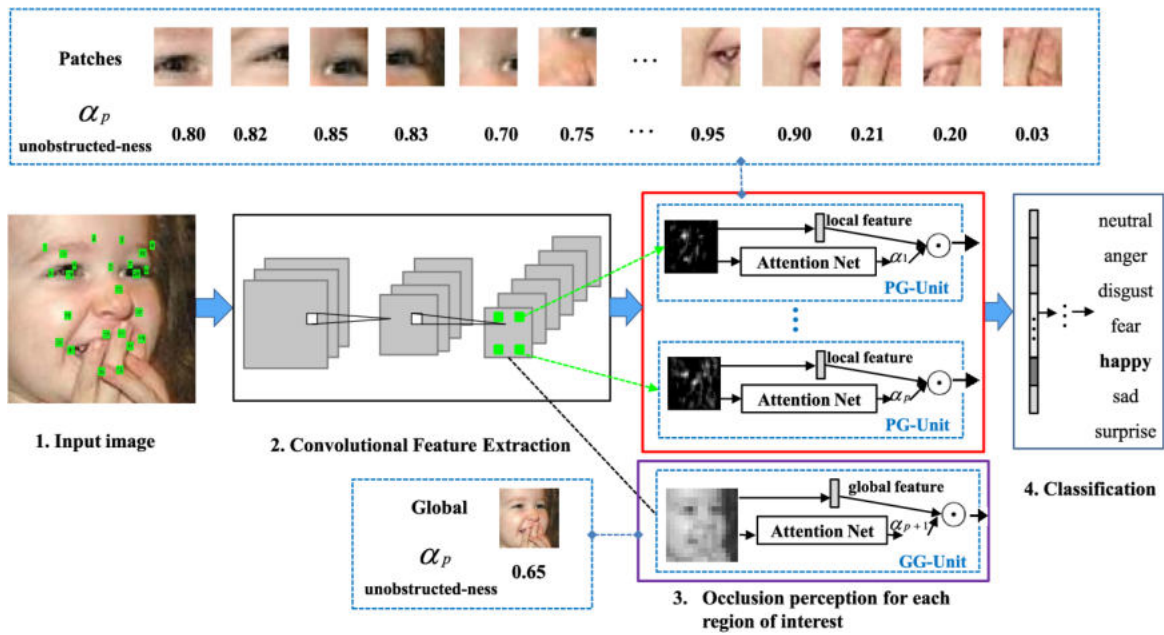 Patches
α p
unobstructed-ness
0.80 0.82 0.85 0.83 0.70 0.75 ... 0.95 0.90 0.21 0.20 0.03
local feature
Attention Net
α1
PG-Unit
local feature
Attention Net
αp
PG-Unit
neutral
anger
disgust
fear
happy
sad
surprise
1. Input image
2. Convolutional Feature Extraction
Global
α p
unobstructed-ness
0.65
global feature
Attention Net
αp+1
GG-Unit
4. Classification
3. Occlusion perception for each
region of interest